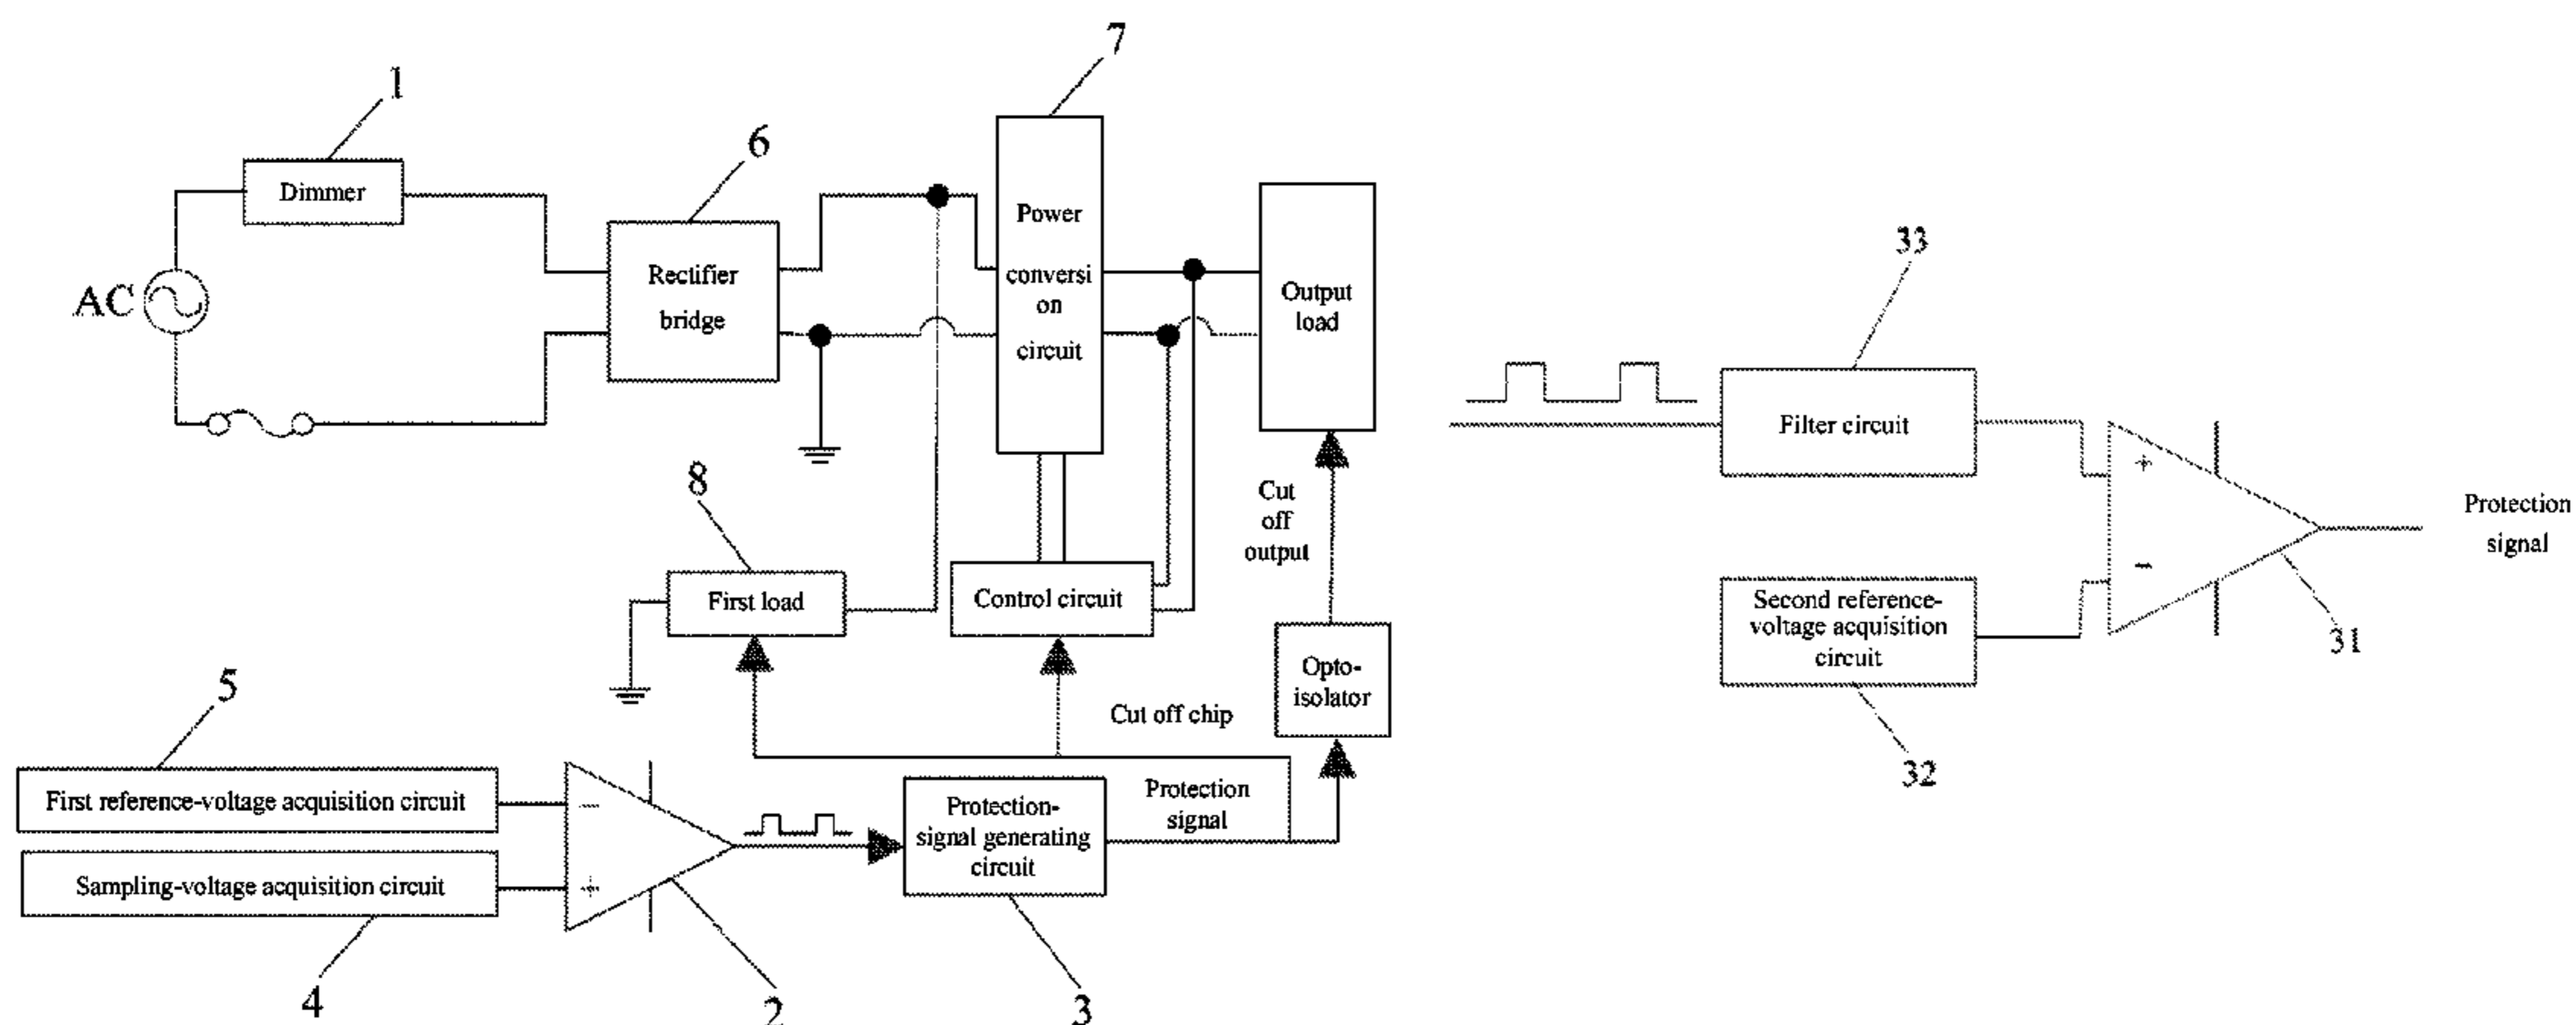 7
1
6
Dimmer
Power
33
Rectifier
conversi
Output
AC
on
load
bridge
circuit
Filter circuit
+
8
Cut
off
output
Protection
signal
−
First load
Control circuit
Second reference-
voltage acquisition
circuit
31
Opto-
isolator
5
Cut off chip
32
First reference-voltage acquisition circuit
−
Protection-
signal generating
circuit
Protection
signal
Sampling-voltage acquisition circuit
+
4
2
3